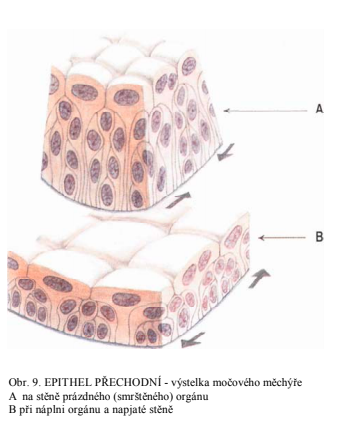 A
B
Obr. 9. EPITHEL PŘECHODNÍ - výstelka močového měchýře
A na stěně prázdného (smrštěného) orgánu
B při náplni orgánu a napjaté stěně